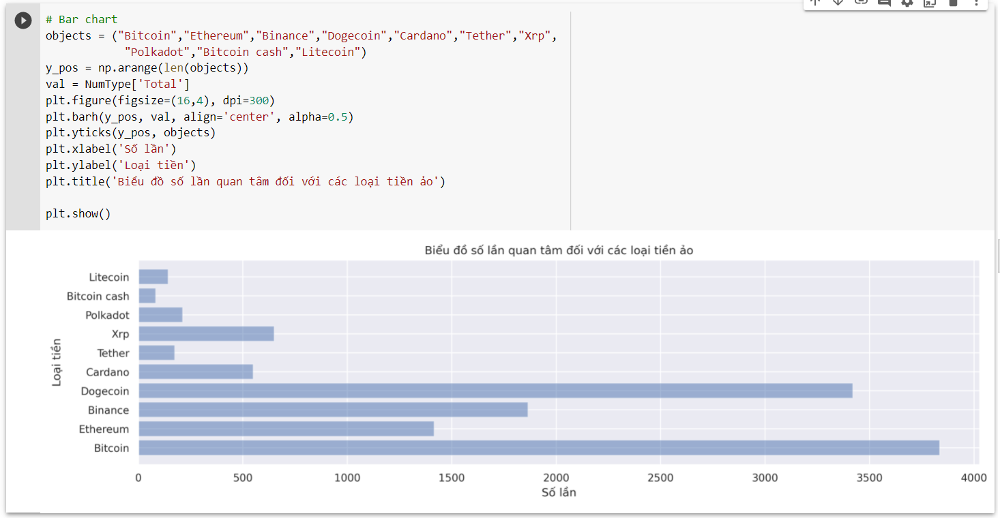 # Bar chart
objects = ("Bitcoin","Ethereum","Binance","Dogecoin","Cardano","Tether","Xrp",
"Polkadot","Bitcoin cash","Litecoin")
y_pos = np.arange(len(objects))
val = NumType['Total']
plt.figure(figsize=(16,4), dpi=300)
plt.barh(y_pos, val, align='center', alpha=0.5)
plt.yticks(y_pos, objects)
plt.xlabel('Số lần')
plt.ylabel('Loại tiền')
plt.title('Biểu đồ số lần quan tâm đối với các loại tiền ảo')
plt.show()
Biểu đồ số lần quan tâm đối với các loại tiền ảo
Litecoin
Bitcoin cash
Polkadot
Xrp
Tether
Cardano
Dogecoin
Binance
Ethereum
Bitcoin
Loại tiền
0 500 1000 1500 2000 2500 3000 3500 4000
Số lần